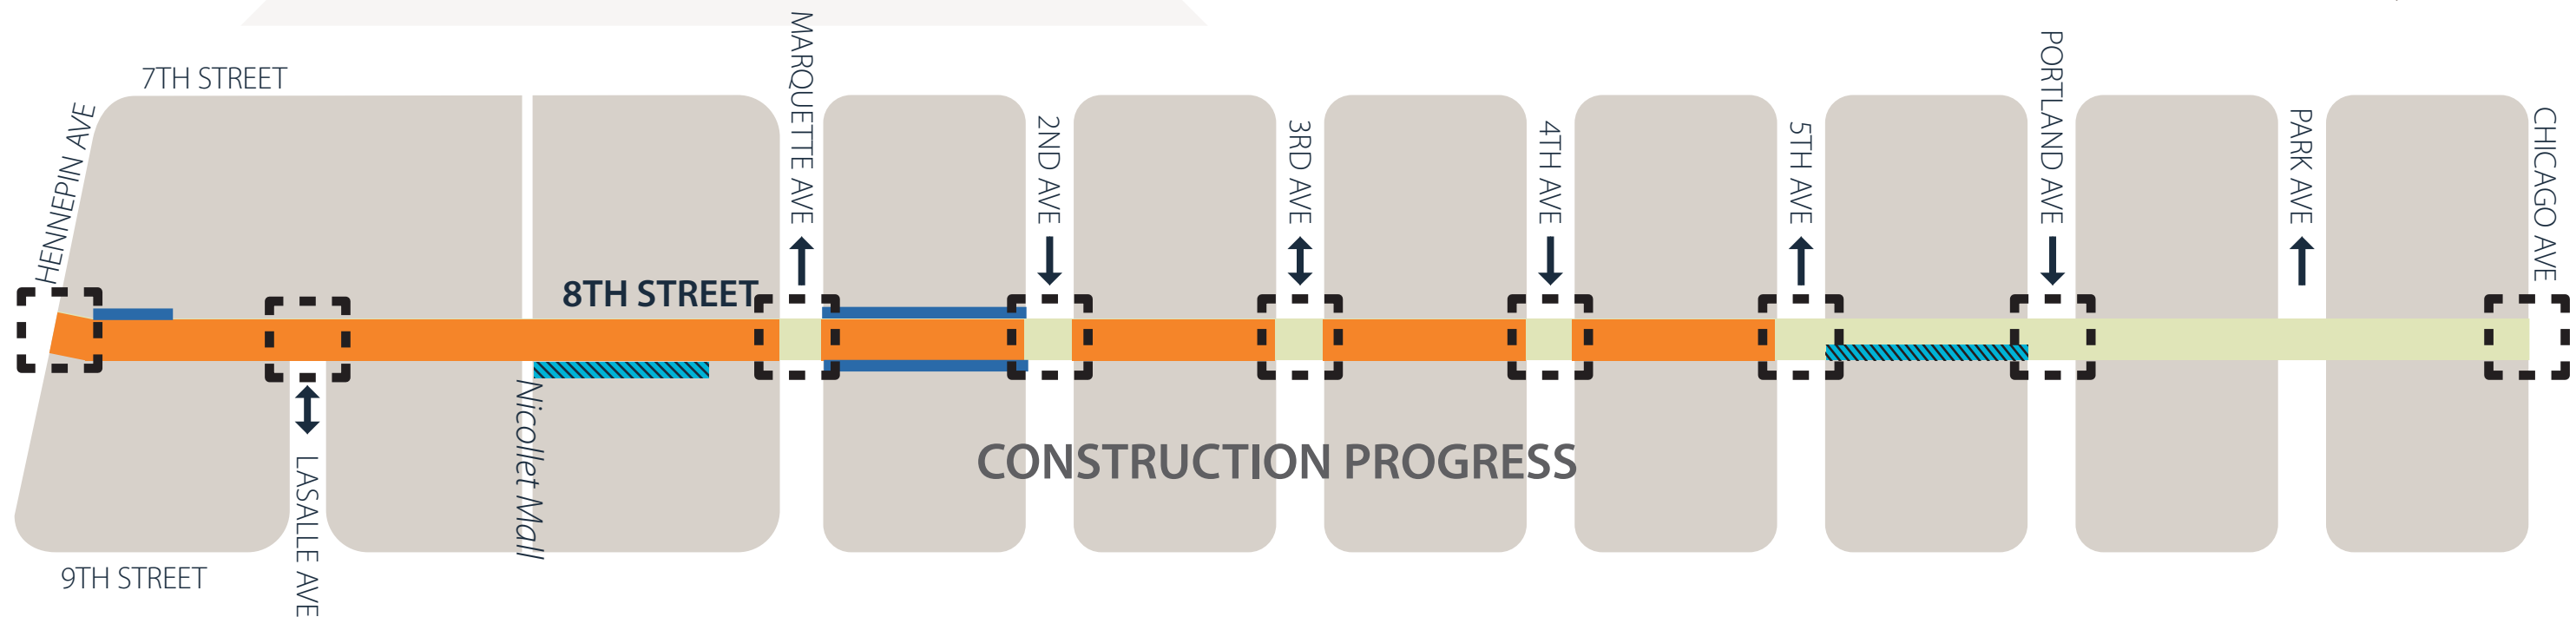 7TH STREET
HENNEPIN AVE
MARQUETTE AVE
2ND AVE
3RD AVE
4TH AVE
5TH AVE
PORTLAND AVE
PARK AVE
CHICAGO AVE
8TH STREET
Nicollet Mall
LASALLE AVE
CONSTRUCTION PROGRESS
9TH STREET